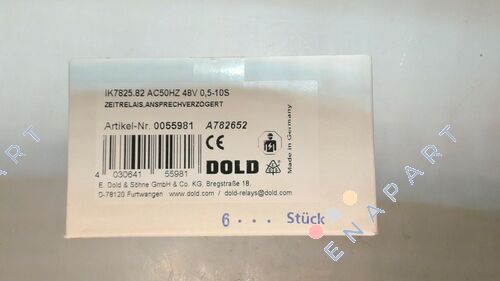 IK7825.82 AC50HZ 48V 0,5-10S
ZEITRELAIS,ANSPRECHVERZOGERT
Artikel-Nr. 0055981 A782652
CE
DOLD
Made in Germany
4 030641 55981
E. Dold & Söhne GmbH & Co. KG, Bregstraße 18,
D-78120 Furtwangen www.dold.com / dold-relays@dold.com
6... Stück
ENAPART